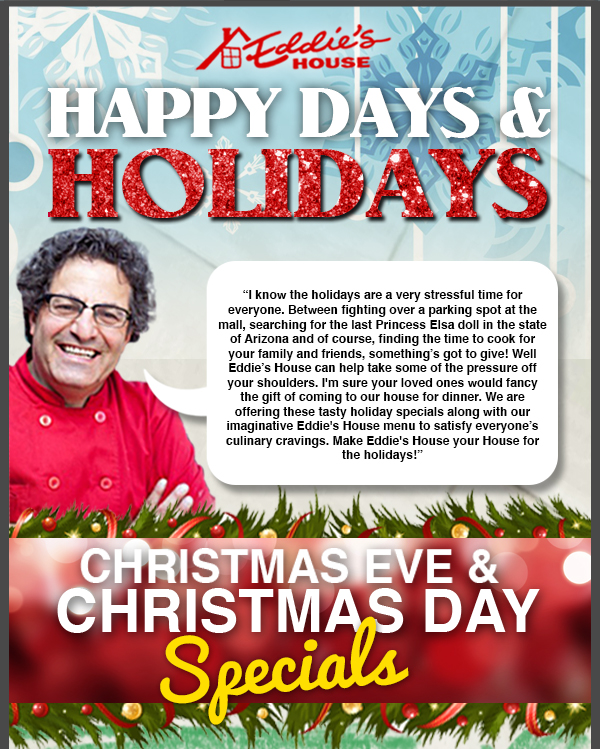 Eddie's
HOUSE
HAPPY DAYS &
HOLIDAYS
“I know the holidays are a very stressful time for
everyone. Between fighting over a parking spot at the
mall, searching for the last Princess Elsa doll in the state
of Arizona and of course, finding the time to cook for
your family and friends, something’s got to give! Well
Eddie’s House can help take some of the pressure off
your shoulders. I'm sure your loved ones would fancy
the gift of coming to our house for dinner. We are
offering these tasty holiday specials along with our
imaginative Eddie's House menu to satisfy everyone’s
culinary cravings. Make Eddie's House your House for
the holidays!”
CHRISTMAS EVE &
CHRISTMAS DAY
Specials